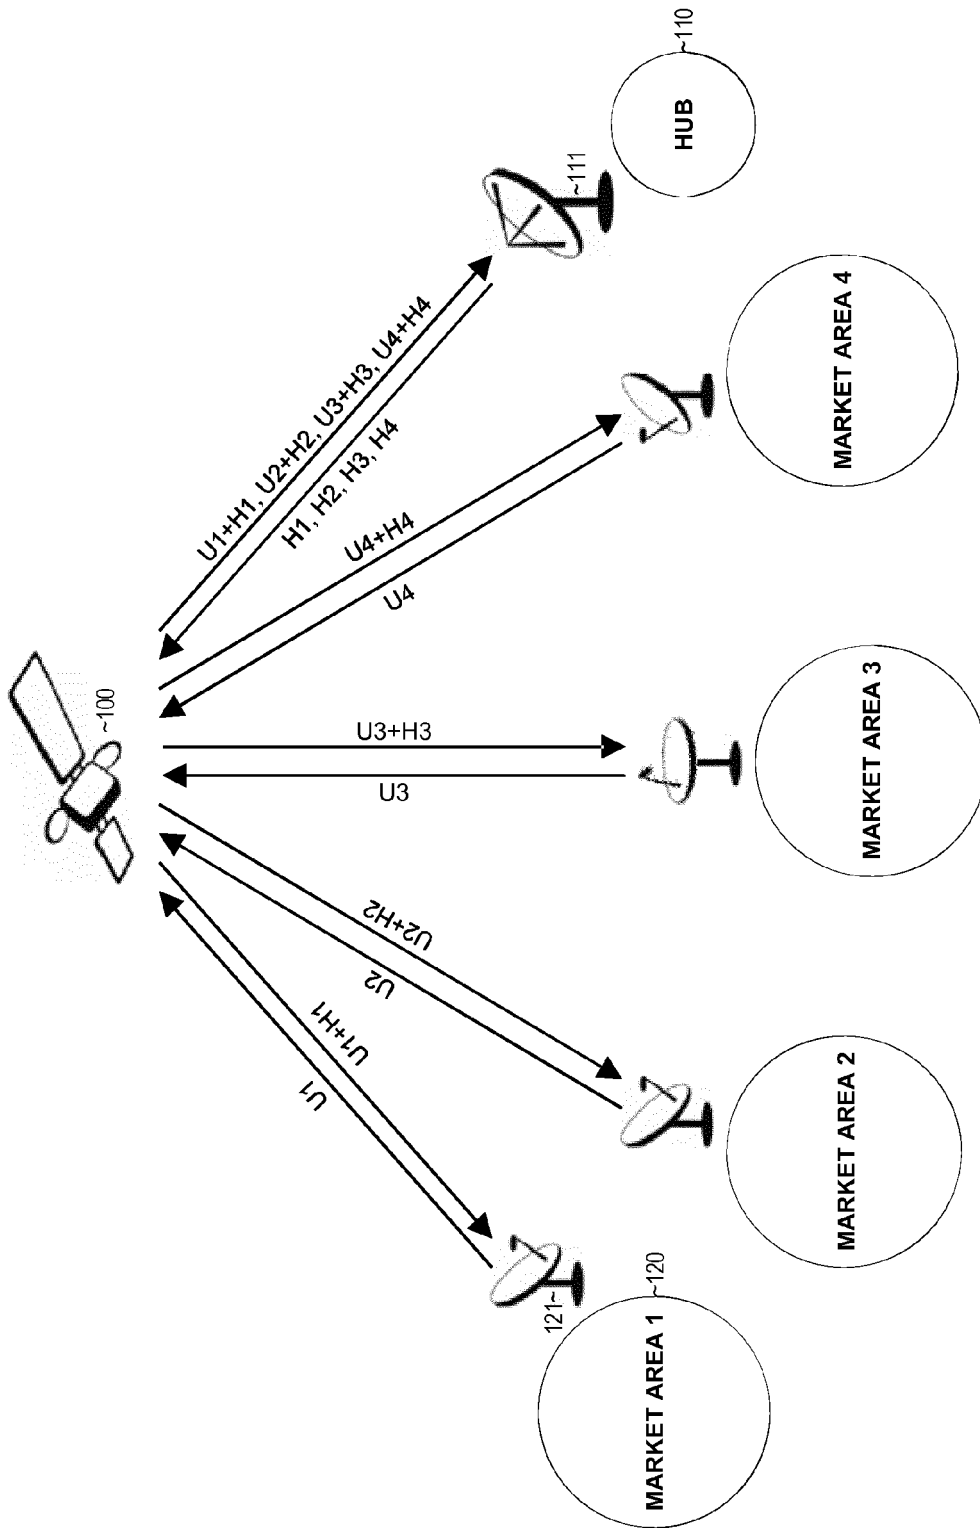 ~100
U1
U1+H1
U2
U2+H2
U3
U3+H3
U4
U4+H4
H1, H2, H3, H4
U1+H1, U2+H2, U3+H3, U4+H4
121~
~111
MARKET AREA 1
~120
MARKET AREA 2
MARKET AREA 3
MARKET AREA 4
HUB
~110